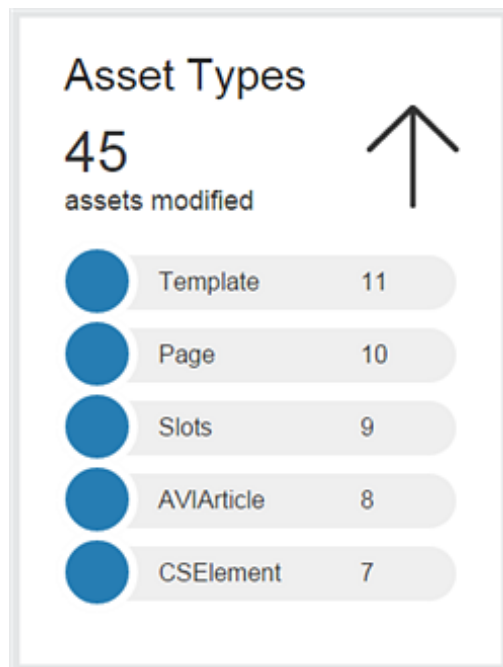 Asset Types
45
assets modified
Template 11
Page 10
Slots 9
AVIArticle 8
CSElement 7